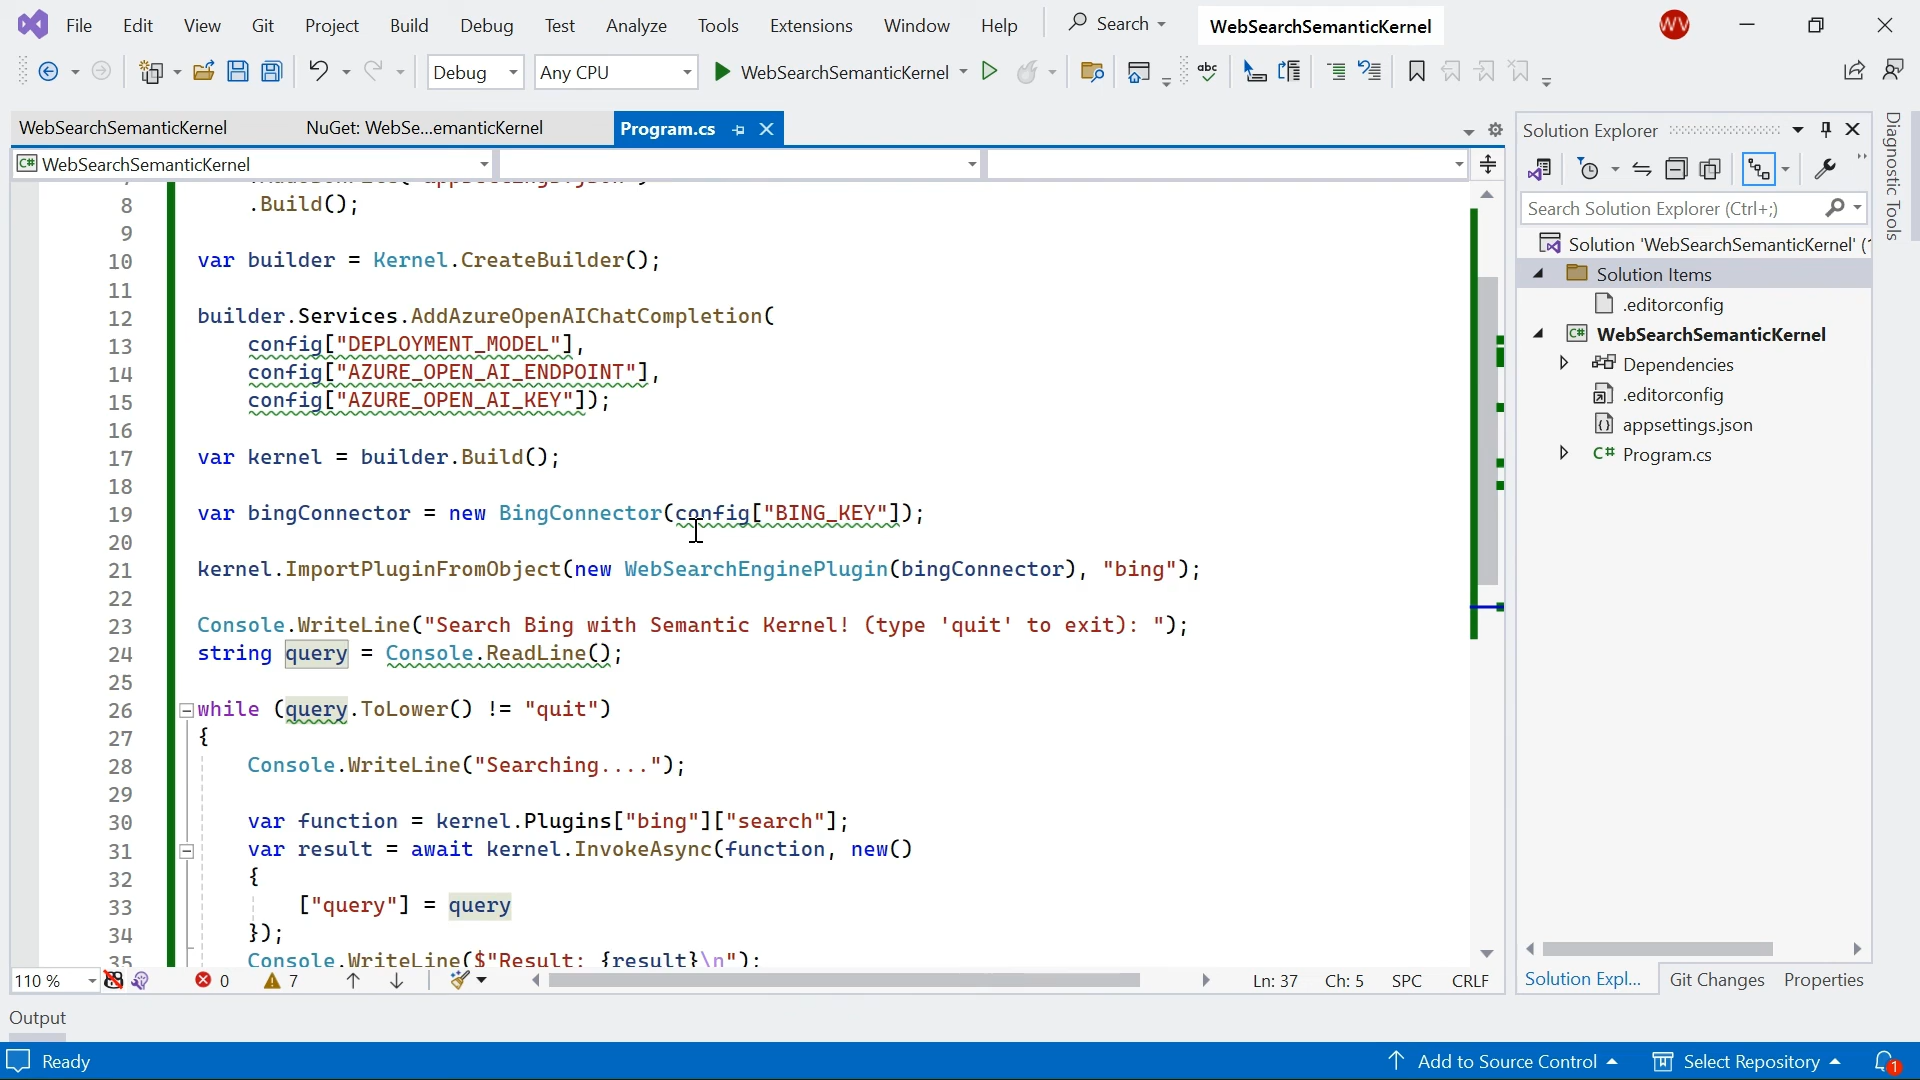 File Edit View Git Project Build Debug Test Analyze Tools Extensions Window Help Search WebSearchSemanticKernel WV
Debug Any CPU WebSearchSemanticKernel abc
WebSearchSemanticKernel NuGet: WebSe...emanticKernel Program.cs
C# WebSearchSemanticKernel
8 .Build();
9
10 var builder = Kernel.CreateBuilder();
11
12 builder.Services.AddAzureOpenAIChatCompletion(
13 config["DEPLOYMENT_MODEL"],
14 config["AZURE_OPEN_AI_ENDPOINT"],
15 config["AZURE_OPEN_AI_KEY"]);
16
17 var kernel = builder.Build();
18
19 var bingConnector = new BingConnector(config["BING_KEY"]);
20
21 kernel.ImportPluginFromObject(new WebSearchEnginePlugin(bingConnector), "bing");
22
23 Console.WriteLine("Search Bing with Semantic Kernel! (type 'quit' to exit): ");
24 string query = Console.ReadLine();
25
26 while (query.ToLower() != "quit")
27 {
28 Console.WriteLine("Searching....");
29
30 var function = kernel.Plugins["bing"]["search"];
31 var result = await kernel.InvokeAsync(function, new()
32 {
33 ["query"] = query
34 });
35 Console.WriteLine($"Result: {result}\n");
110 % 0 7 Ln: 37 Ch: 5 SPC CRLF
Solution Explorer
Search Solution Explorer (Ctrl+;)
Solution 'WebSearchSemanticKernel' (
Solution Items
.editorconfig
C# WebSearchSemanticKernel
Dependencies
.editorconfig
appsettings.json
C# Program.cs
Solution Expl... Git Changes Properties
Diagnostic Tools
Output
Ready Add to Source Control Select Repository 1